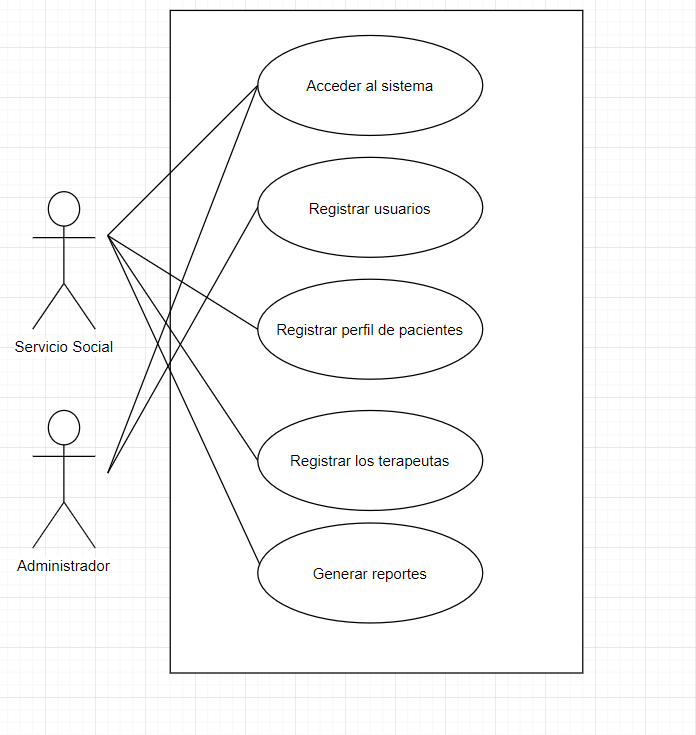 Acceder al sistema
Registrar usuarios
Registrar perfil de pacientes
Servicio Social
Registrar los terapeutas
Administrador
Generar reportes